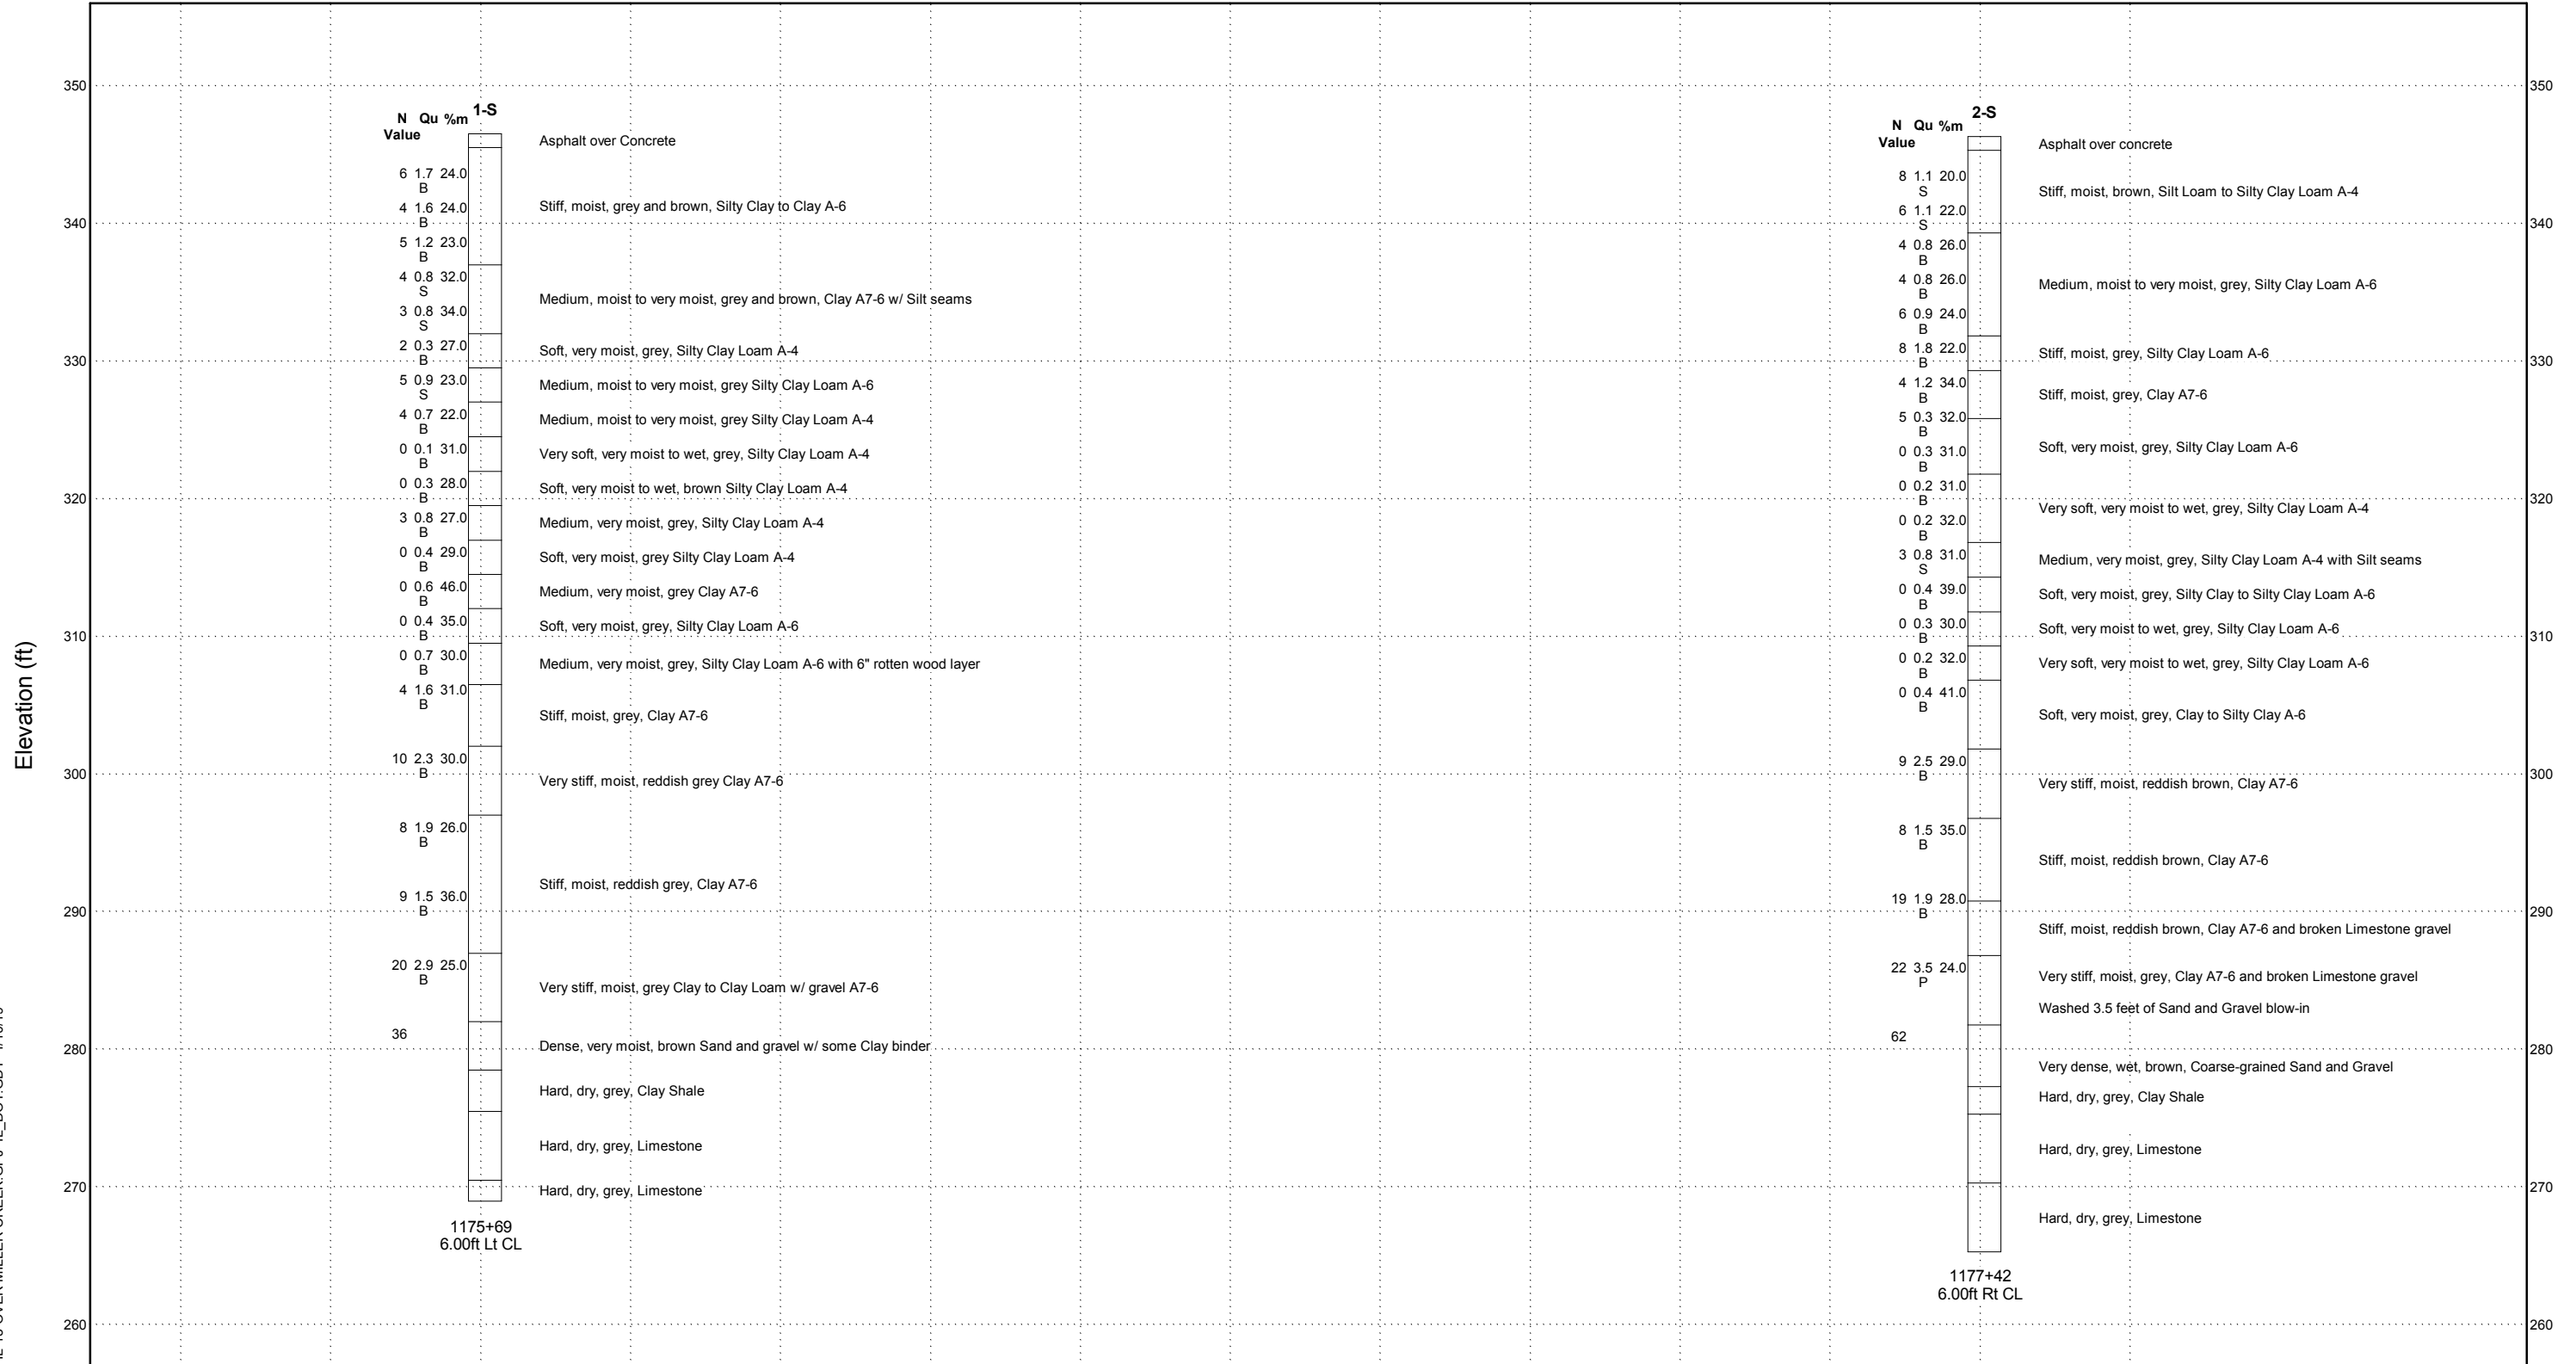 350
350
1-S
N Qu %m
Value
Asphalt over Concrete
6 1.7 24.0
B
4 1.6 24.0
B
Stiff, moist, grey and brown, Silty Clay to Clay A-6
5 1.2 23.0
B
4 0.8 32.0
S
Medium, moist to very moist, grey and brown, Clay A7-6 w/ Silt seams
3 0.8 34.0
S
2 0.3 27.0
B
Soft, very moist, grey, Silty Clay Loam A-4
5 0.9 23.0
S
Medium, moist to very moist, grey Silty Clay Loam A-6
4 0.7 22.0
B
Medium, moist to very moist, grey Silty Clay Loam A-4
0 0.1 31.0
B
Very soft, very moist to wet, grey, Silty Clay Loam A-4
0 0.3 28.0
B
Soft, very moist to wet, brown Silty Clay Loam A-4
3 0.8 27.0
B
Medium, very moist, grey, Silty Clay Loam A-4
0 0.4 29.0
B
Soft, very moist, grey Silty Clay Loam A-4
0 0.6 46.0
B
Medium, very moist, grey Clay A7-6
0 0.4 35.0
B
Soft, very moist, grey, Silty Clay Loam A-6
0 0.7 30.0
B
Medium, very moist, grey, Silty Clay Loam A-6 with 6" rotten wood layer
4 1.6 31.0
B
Stiff, moist, grey, Clay A7-6
10 2.3 30.0
B
Very stiff, moist, reddish grey Clay A7-6
8 1.9 26.0
B
Stiff, moist, reddish grey, Clay A7-6
9 1.5 36.0
B
20 2.9 25.0
B
Very stiff, moist, grey Clay to Clay Loam w/ gravel A7-6
36
Dense, very moist, brown Sand and gravel w/ some Clay binder
Hard, dry, grey, Clay Shale
Hard, dry, grey, Limestone
Hard, dry, grey, Limestone
1175+69
6.00ft Lt CL
2-S
N Qu %m
Value
Asphalt over concrete
8 1.1 20.0
S
Stiff, moist, brown, Silt Loam to Silty Clay Loam A-4
6 1.1 22.0
S
4 0.8 26.0
B
4 0.8 26.0
B
Medium, moist to very moist, grey, Silty Clay Loam A-6
6 0.9 24.0
B
8 1.8 22.0
B
Stiff, moist, grey, Silty Clay Loam A-6
4 1.2 34.0
B
Stiff, moist, grey, Clay A7-6
5 0.3 32.0
B
Soft, very moist, grey, Silty Clay Loam A-6
0 0.3 31.0
B
0 0.2 31.0
B
Very soft, very moist to wet, grey, Silty Clay Loam A-4
0 0.2 32.0
B
3 0.8 31.0
S
Medium, very moist, grey, Silty Clay Loam A-4 with Silt seams
0 0.4 39.0
B
Soft, very moist, grey, Silty Clay to Silty Clay Loam A-6
0 0.3 30.0
B
Soft, very moist to wet, grey, Silty Clay Loam A-6
0 0.2 32.0
B
Very soft, very moist to wet, grey, Silty Clay Loam A-6
0 0.4 41.0
B
Soft, very moist, grey, Clay to Silty Clay A-6
9 2.5 29.0
B
Very stiff, moist, reddish brown, Clay A7-6
8 1.5 35.0
B
Stiff, moist, reddish brown, Clay A7-6
19 1.9 28.0
B
Stiff, moist, reddish brown, Clay A7-6 and broken Limestone gravel
22 3.5 24.0
P
Very stiff, moist, grey, Clay A7-6 and broken Limestone gravel
Washed 3.5 feet of Sand and Gravel blow-in
62
Very dense, wet, brown, Coarse-grained Sand and Gravel
Hard, dry, grey, Clay Shale
Hard, dry, grey, Limestone
Hard, dry, grey, Limestone
1177+42
6.00ft Rt CL
340
340
330
330
320
320
310
310
300
300
290
290
280
280
270
270
260
260
Elevation (ft)
OVER MILLER CREEK